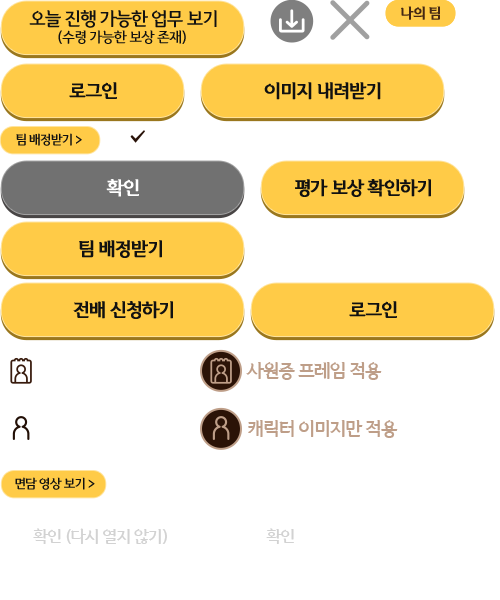 오늘 진행 가능한 업무 보기
(수령 가능한 보상 존재)
나의 팀
로그인
이미지 내려받기
팀 배정받기 >
확인
평가 보상 확인하기
팀 배정받기
전배 신청하기
로그인
사원증 프레임 적용
캐릭터 이미지만 적용
면담 영상 보기 >
확인 (다시 열지 않기)
확인